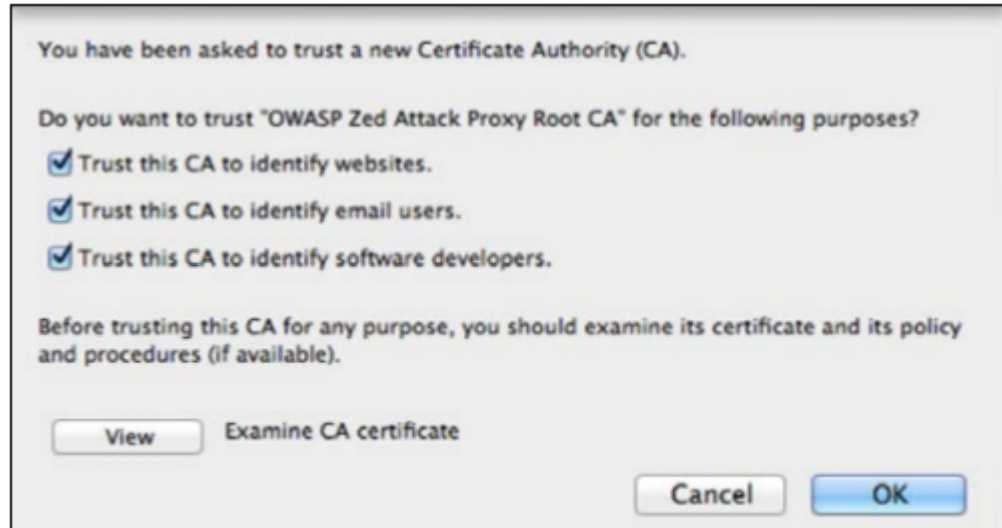 You have been asked to trust a new Certificate Authority (CA).
Do you want to trust "OWASP Zed Attack Proxy Root CA" for the following purposes?
Trust this CA to identify websites.
Trust this CA to identify email users.
Trust this CA to identify software developers.
Before trusting this CA for any purpose, you should examine its certificate and its policy
and procedures (if available).
View Examine CA certificate
Cancel OK